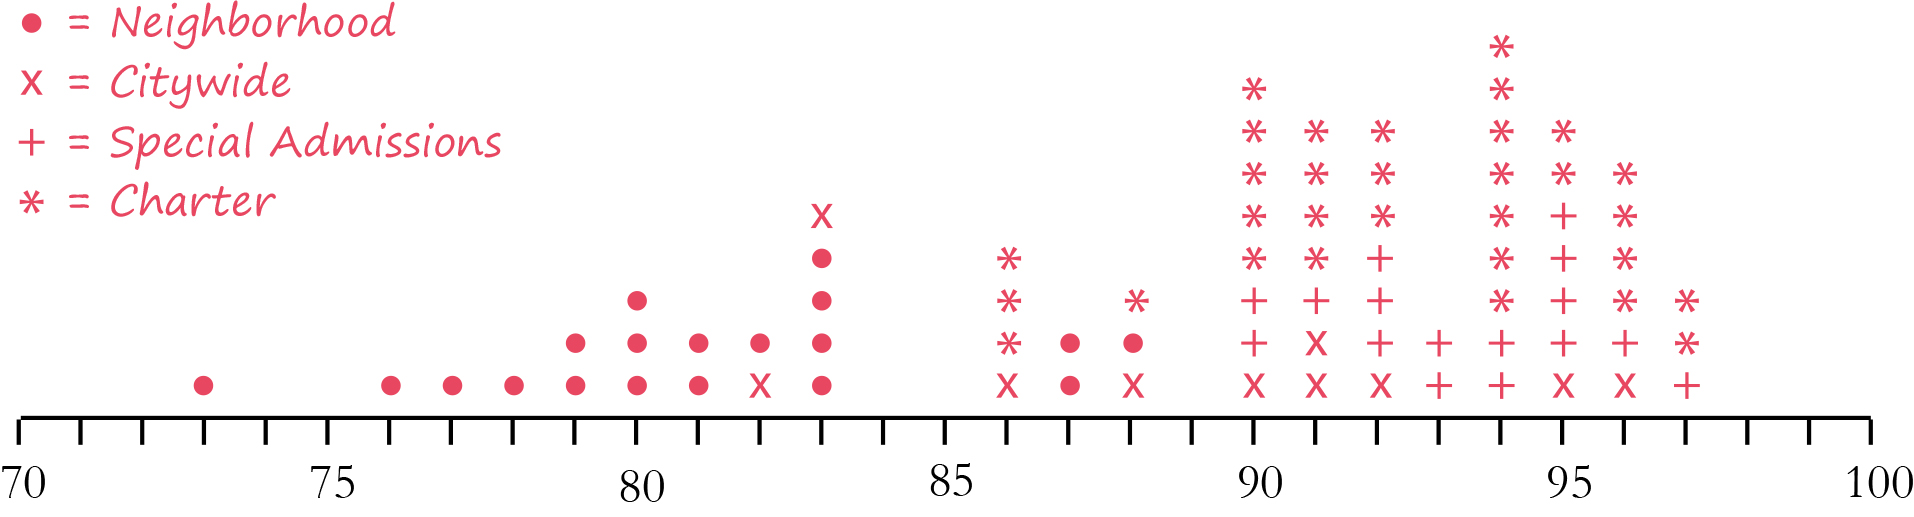 ● = Neighborhood
x = Citywide
+ = Special Admissions
* = Charter
70 75 80 85 90 95 100